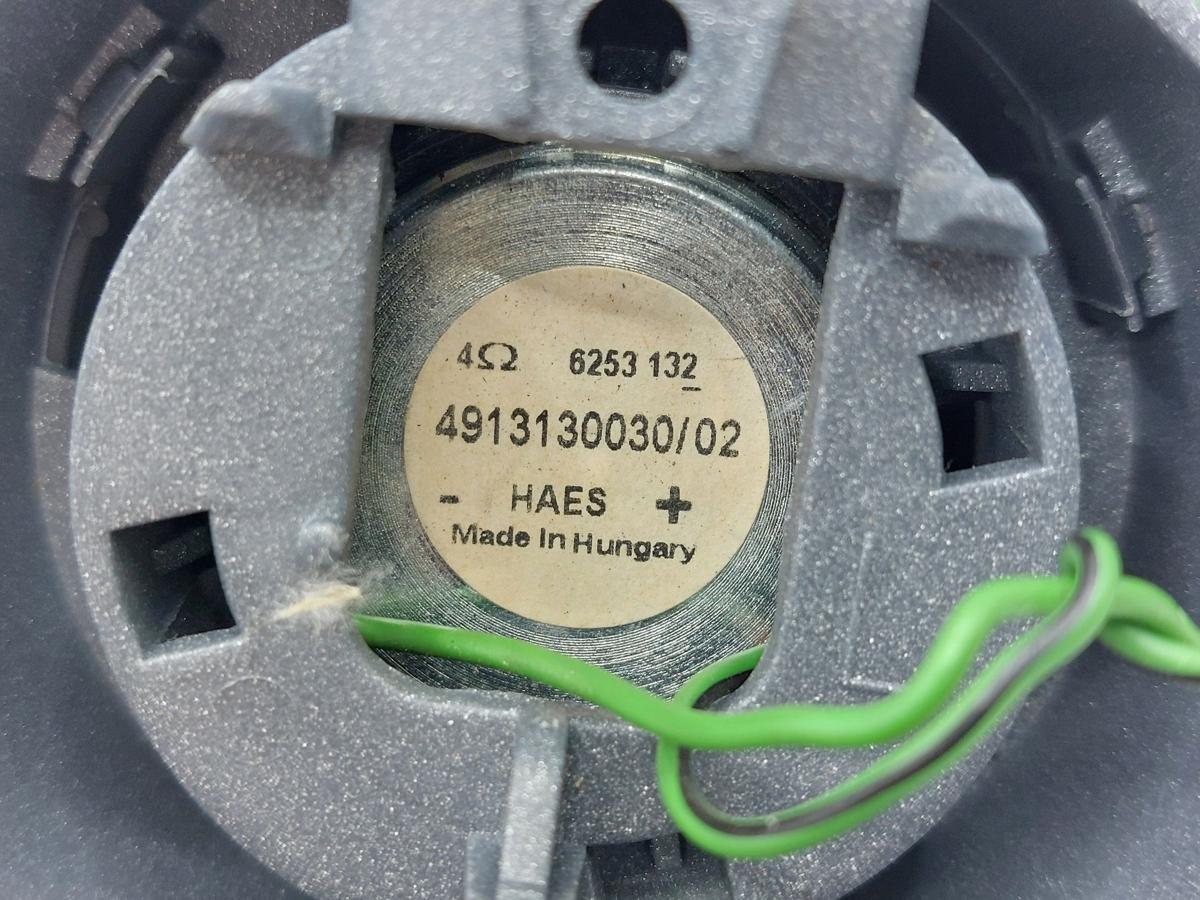 4Ω 6253 132
4913130030/02
- HAES +
Made In Hungary